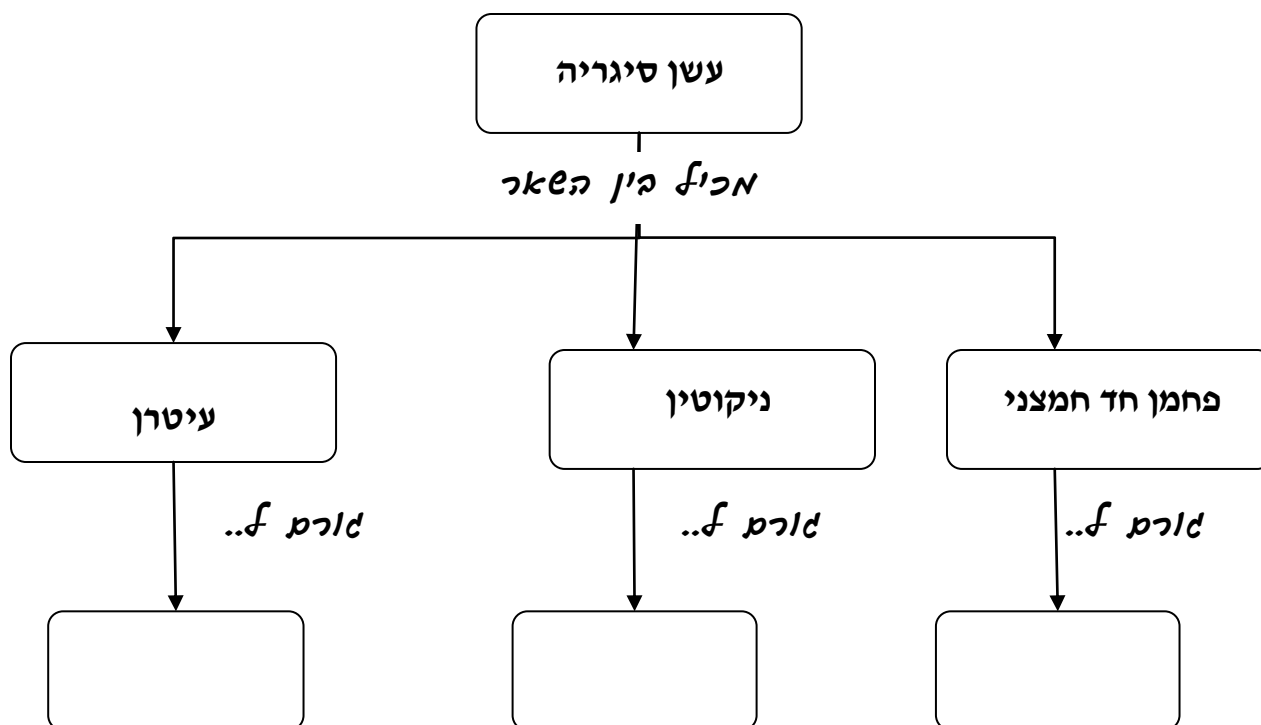 עשן סיגריה
מכיל בין השאר
פחמן חד חמצני
ניקוטין
עיטרן
גורם ל..
גורם ל..
גורם ל..